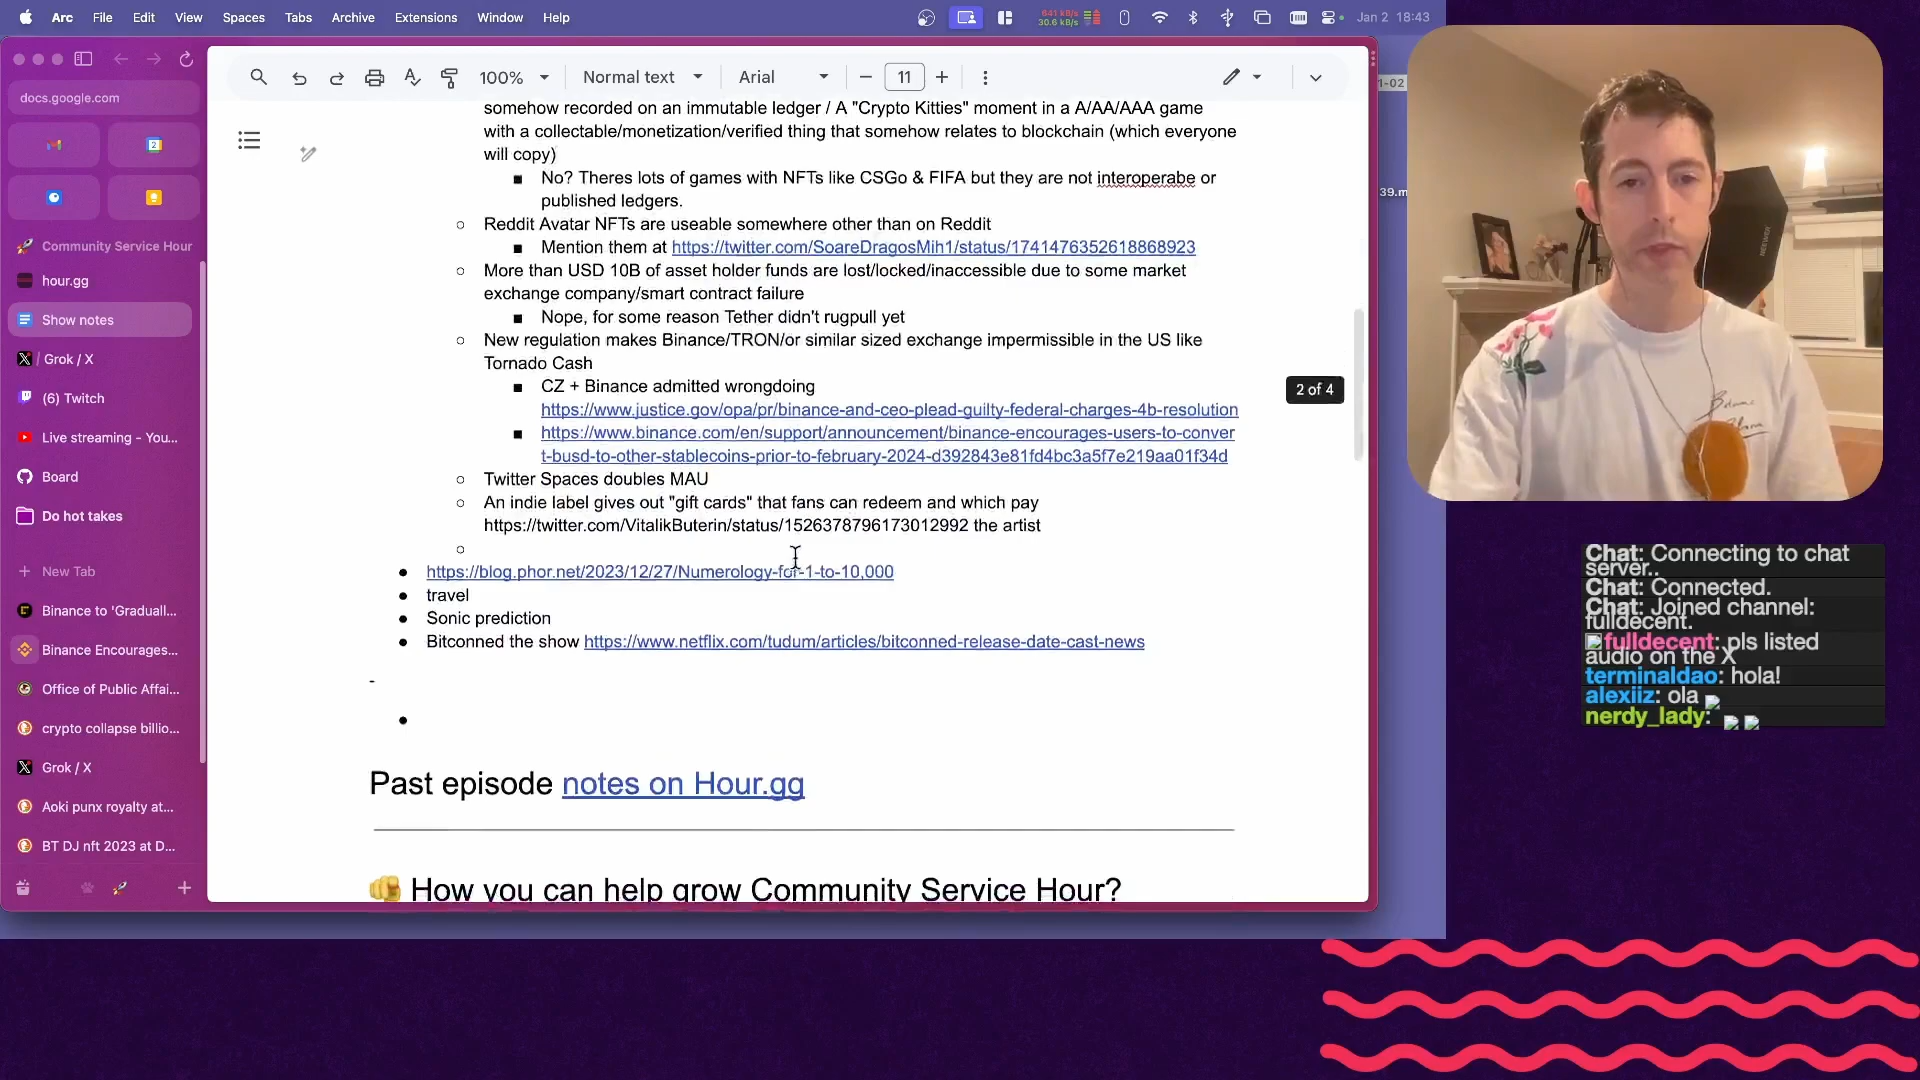 Arc File Edit View Spaces Tabs Archive Extensions Window Help
641 kB/s
30.6 kB/s
Jan 2 18:43
docs.google.com
2
Community Service Hour
hour.gg
Show notes
/ Grok / X
(6) Twitch
Live streaming - You...
Board
Do hot takes
New Tab
Binance to 'Graduall...
Binance Encourages...
Office of Public Affai...
crypto collapse billio...
Grok / X
Aoki punx royalty at...
BT DJ nft 2023 at D...
100% Normal text Arial 11
somehow recorded on an immutable ledger / A "Crypto Kitties" moment in a A/AA/AAA game
with a collectable/monetization/verified thing that somehow relates to blockchain (which everyone
will copy)
No? Theres lots of games with NFTs like CSGo & FIFA but they are not interoperabe or
published ledgers.
Reddit Avatar NFTs are useable somewhere other than on Reddit
Mention them at https://twitter.com/SoareDragosMih1/status/1741476352618868923
More than USD 10B of asset holder funds are lost/locked/inaccessible due to some market
exchange company/smart contract failure
Nope, for some reason Tether didn't rugpull yet
New regulation makes Binance/TRON/or similar sized exchange impermissible in the US like
Tornado Cash
CZ + Binance admitted wrongdoing
https://www.justice.gov/opa/pr/binance-and-ceo-plead-guilty-federal-charges-4b-resolution
https://www.binance.com/en/support/announcement/binance-encourages-users-to-conver
t-busd-to-other-stablecoins-prior-to-february-2024-d392843e81fd4bc3a5f7e219aa01f34d
Twitter Spaces doubles MAU
An indie label gives out "gift cards" that fans can redeem and which pay
https://twitter.com/VitalikButerin/status/1526378796173012992 the artist
https://blog.phor.net/2023/12/27/Numerology-for-1-to-10,000
travel
Sonic prediction
Bitconned the show https://www.netflix.com/tudum/articles/bitconned-release-date-cast-news
-
Past episode notes on Hour.gg
How you can help grow Community Service Hour?
2 of 4
1-02
39.m
NEEWER
Chat: Connecting to chat
server..
Chat: Connected.
Chat: Joined channel:
fulldecent.
fulldecent: pls listed
audio on the X
terminaldao: hola!
alexiiz: ola
nerdy_lady: